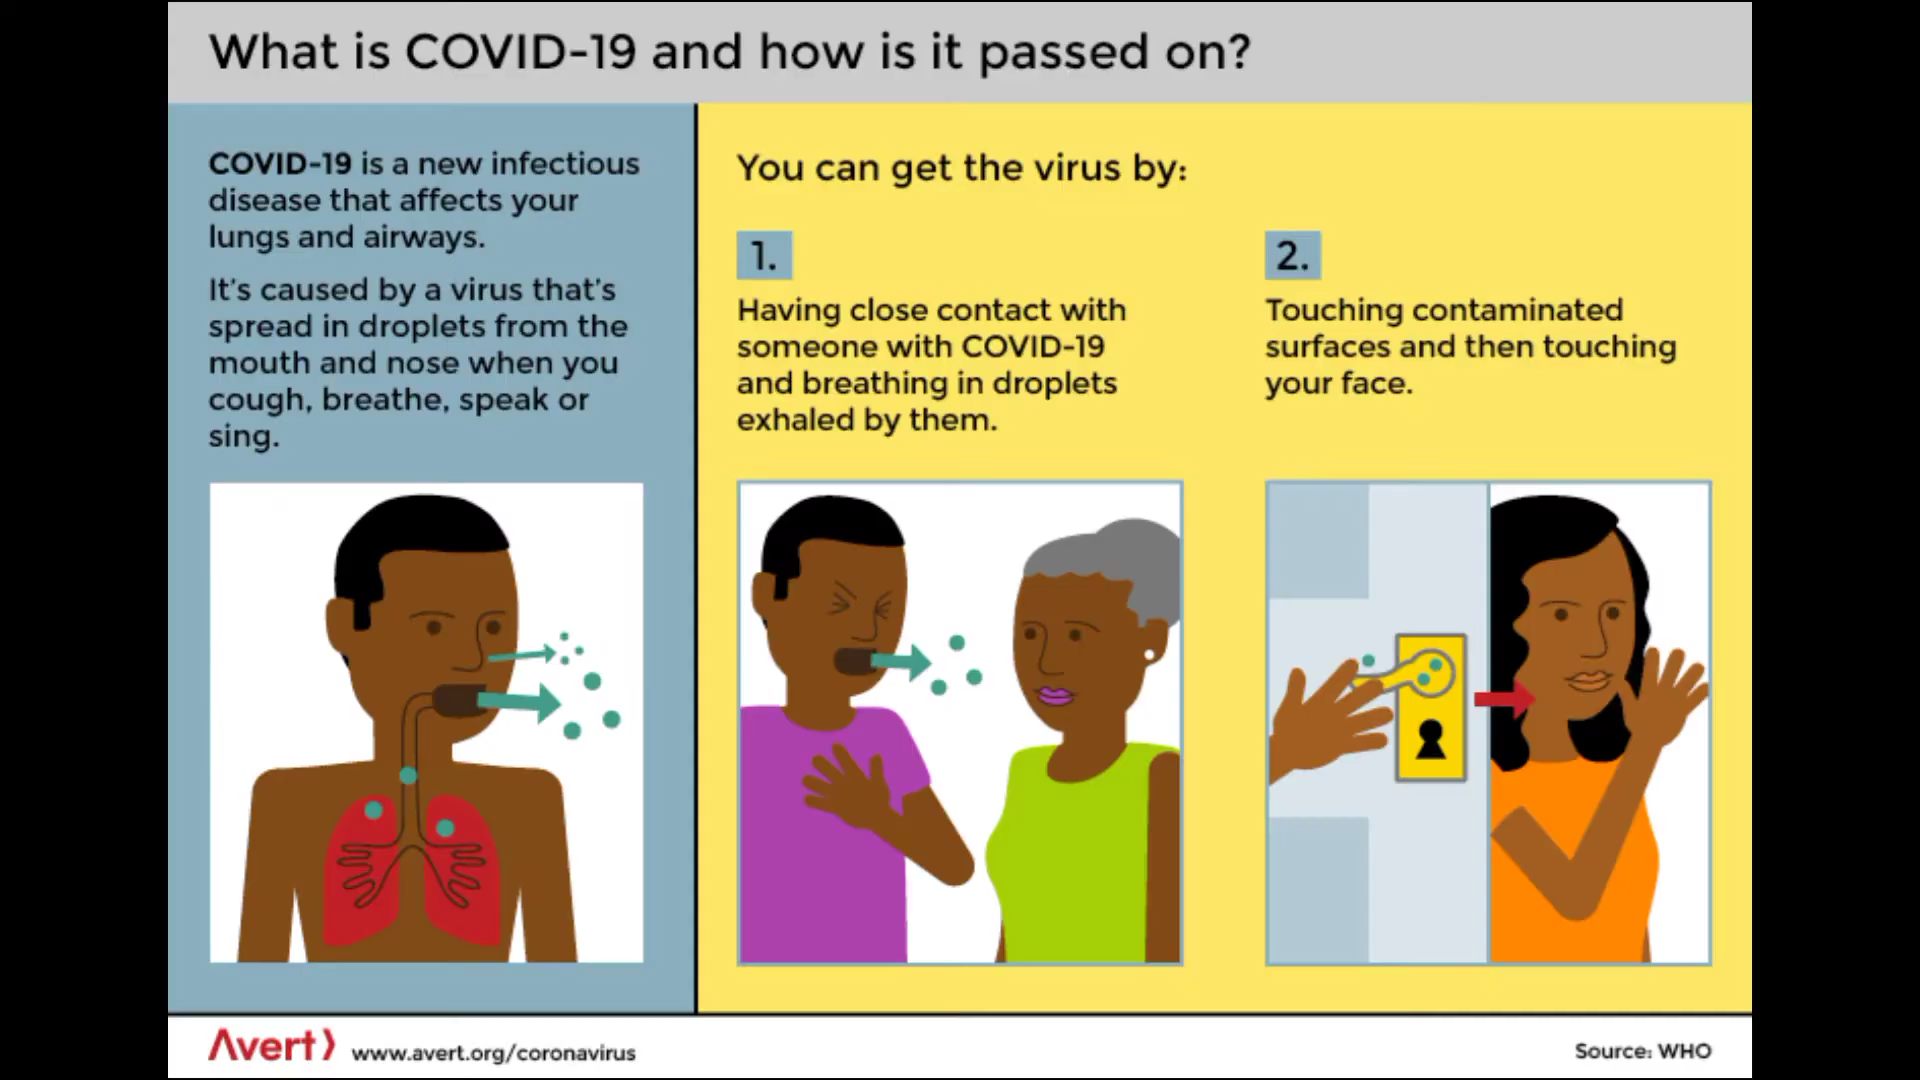 What is COVID-19 and how is it passed on?
COVID-19 is a new infectious
disease that affects your
lungs and airways.
It's caused by a virus that's
spread in droplets from the
mouth and nose when you
cough, breathe, speak or
sing.
You can get the virus by:
1.
Having close contact with
someone with COVID-19
and breathing in droplets
exhaled by them.
2.
Touching contaminated
surfaces and then touching
your face.
Avert
www.avert.org/coronavirus
Source: WHO